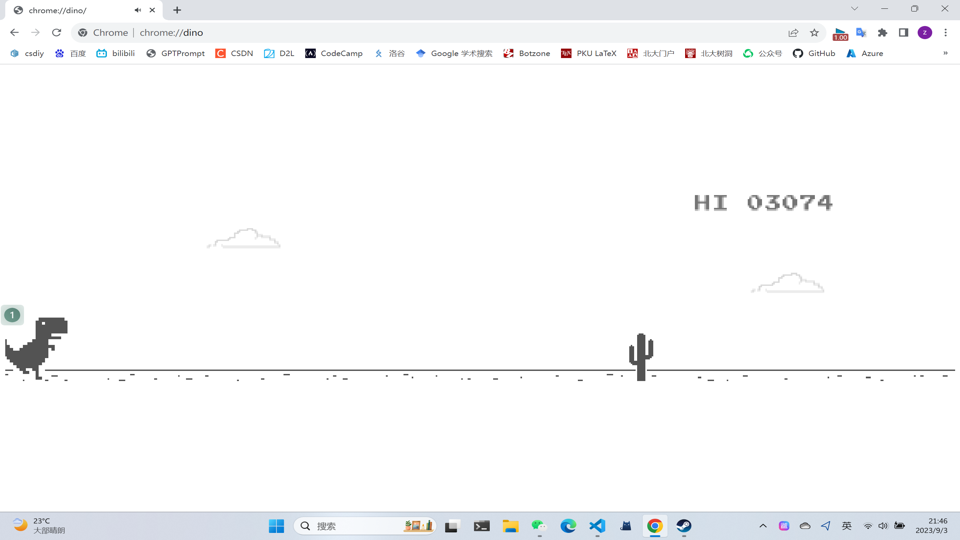 chrome://dino/
Chrome | chrome://dino
1.00
z
csdiy 百度 bilibili GPTPrompt CSDN D2L CodeCamp 洛谷 Google 学术搜索 Botzone PKU LaTeX 北大门户 北大树洞 公众号 GitHub Azure »
HI 03074
1
23°C
大部晴朗
搜索
英
21:46
2023/9/3